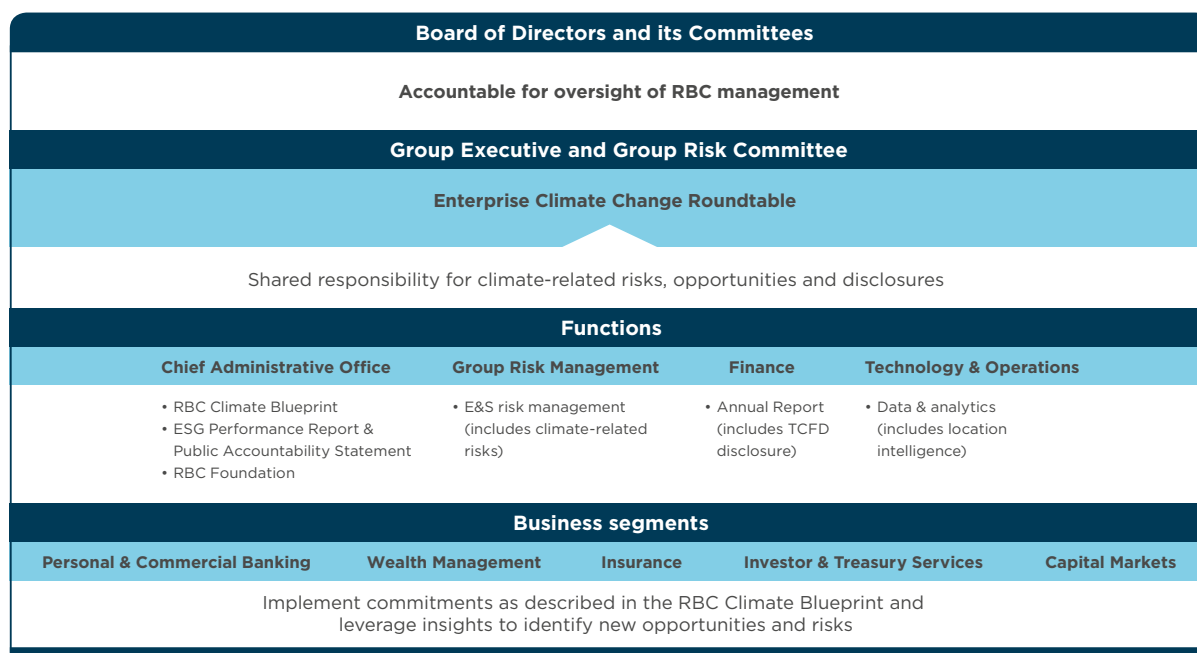 Board of Directors and its Committees
Accountable for oversight of RBC management
Group Executive and Group Risk Committee
Enterprise Climate Change Roundtable
Shared responsibility for climate-related risks, opportunities and disclosures
Functions
Chief Administrative Office
• RBC Climate Blueprint
• ESG Performance Report &
Public Accountability Statement
• RBC Foundation
Group Risk Management
• E&S risk management
(includes climate-related
risks)
Finance
• Annual Report
(includes TCFD
disclosure)
Technology & Operations
• Data & analytics
(includes location
intelligence)
Business segments
Personal & Commercial Banking
Wealth Management
Insurance
Investor & Treasury Services
Capital Markets
Implement commitments as described in the RBC Climate Blueprint and
leverage insights to identify new opportunities and risks